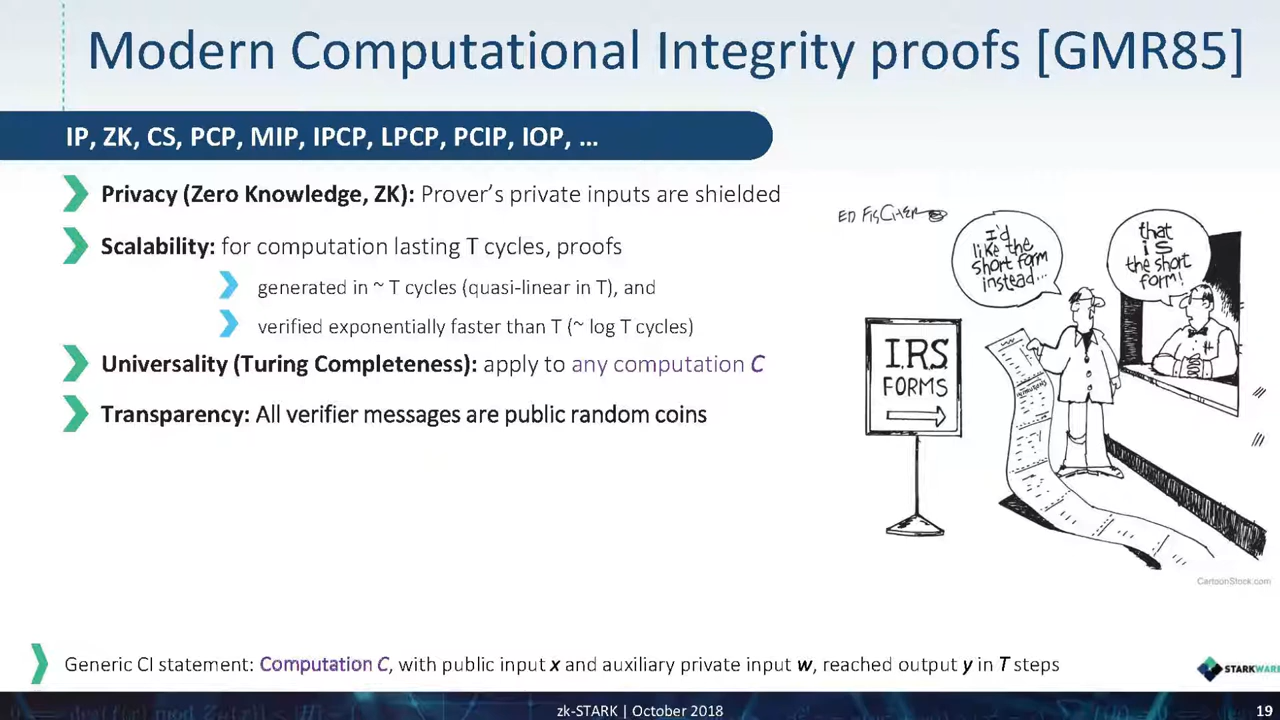 Modern Computational Integrity proofs [GMR85]
IP, ZK, CS, PCP, MIP, IPCP, LPCP, PCIP, IOP, …
Privacy (Zero Knowledge, ZK): Prover’s private inputs are shielded
Scalability: for computation lasting T cycles, proofs
generated in ~ T cycles (quasi-linear in T), and
verified exponentially faster than T (~ log T cycles)
Universality (Turing Completeness): apply to any computation C
Transparency: All verifier messages are public random coins
ED FISCHER
I'd
like the
short form
instead...
that
is
the short
form!
I.R.S.
FORMS
CartoonStock.com
Generic CI statement: Computation C, with public input x and auxiliary private input w, reached output y in T steps
STARKWARE
zk-STARK | October 2018
19